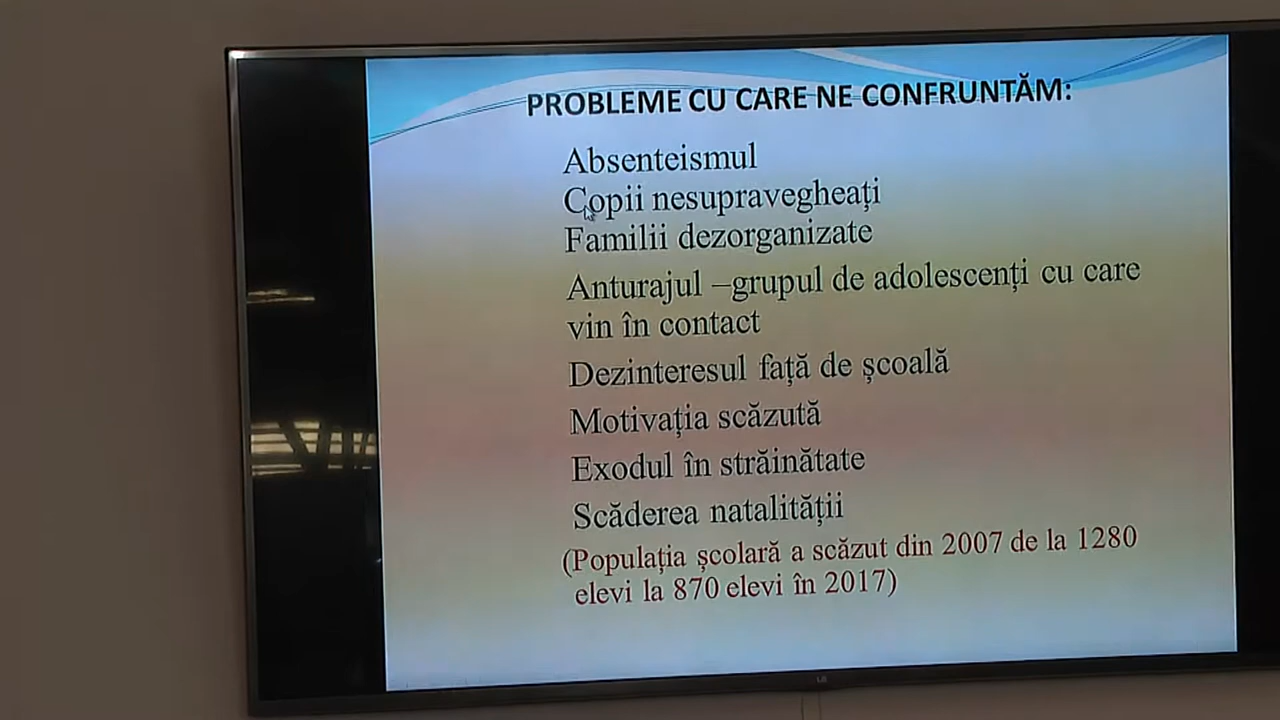 PROBLEME CU CARE NE CONFRUNTĂM:
Absenteismul
Copii nesupravegheați
Familii dezorganizate
Anturajul –grupul de adolescenți cu care
vin în contact
Dezinteresul față de școală
Motivația scăzută
Exodul în străinătate
Scăderea natalității
(Populația școlară a scăzut din 2007 de la 1280
elevi la 870 elevi în 2017)
LG